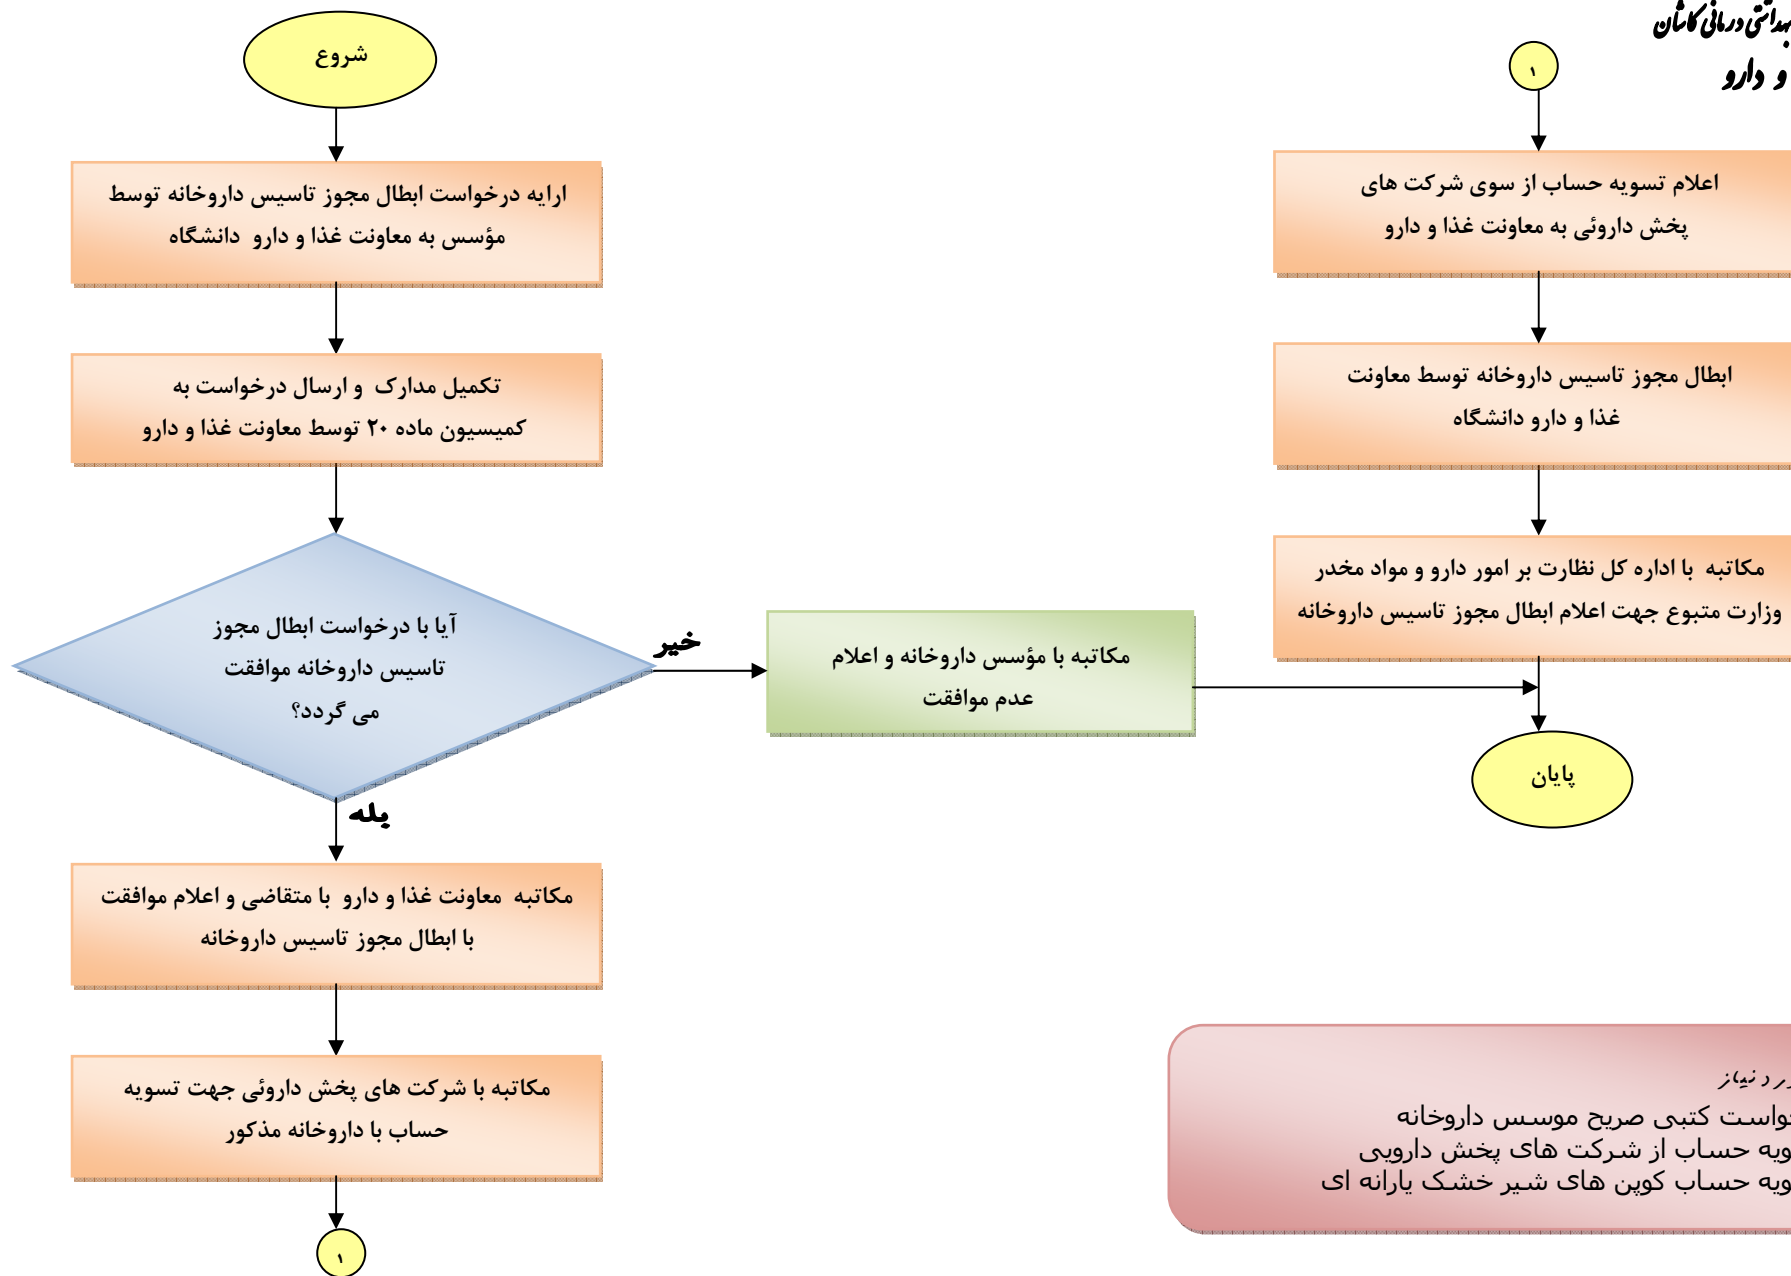 بهداشتی درمانی کاشان
و دارو
شروع
ارایه درخواست ابطال مجوز تاسیس داروخانه توسط
مؤسس به معاونت غذا و دارو دانشگاه
تکمیل مدارک و ارسال درخواست به
کمیسیون ماده ۲۰ توسط معاونت غذا و دارو
آیا با درخواست ابطال مجوز
تاسیس داروخانه موافقت
می گردد؟
خیر
مکاتبه با مؤسس داروخانه و اعلام
عدم موافقت
بله
مکاتبه معاونت غذا و دارو با متقاضی و اعلام موافقت
با ابطال مجوز تاسیس داروخانه
مکاتبه با شرکت های پخش داروئی جهت تسویه
حساب با داروخانه مذکور
۱
۱
اعلام تسویه حساب از سوی شرکت های
پخش داروئی به معاونت غذا و دارو
ابطال مجوز تاسیس داروخانه توسط معاونت
غذا و دارو دانشگاه
مکاتبه با اداره کل نظارت بر امور دارو و مواد مخدر
وزارت متبوع جهت اعلام ابطال مجوز تاسیس داروخانه
پایان
نیاز
کتبی صریح موسس داروخانه
حساب از شرکت های پخش دارویی
حساب کوپن های شیر خشک یارانه ای